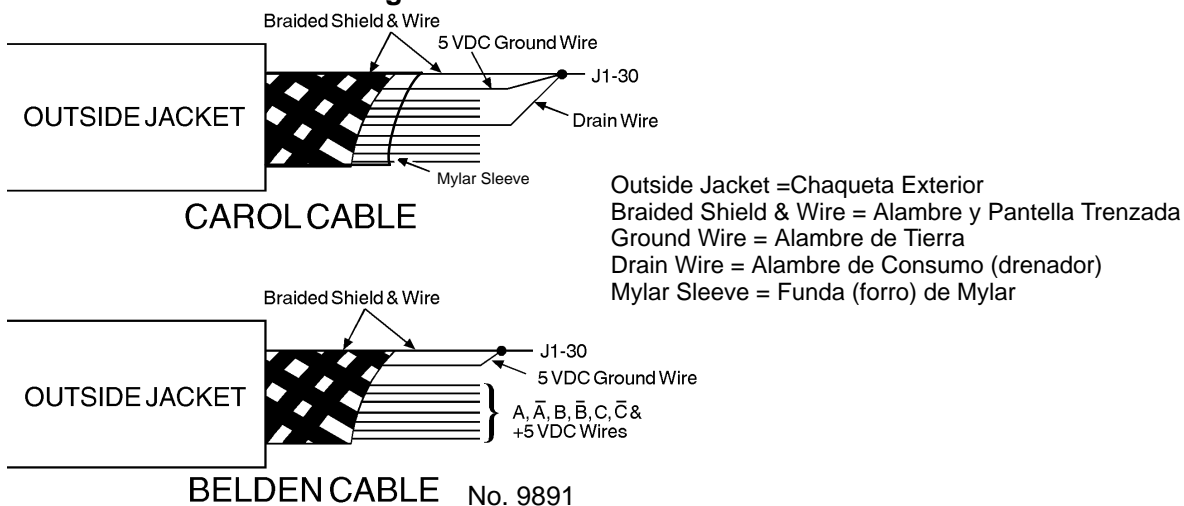 Braided Shield & Wire
5 VDC Ground Wire
J1-30
OUTSIDE JACKET
Drain Wire
Mylar Sleeve
CAROL CABLE
Outside Jacket =Chaqueta Exterior
Braided Shield & Wire = Alambre y Pantella Trenzada
Ground Wire = Alambre de Tierra
Drain Wire = Alambre de Consumo (drenador)
Mylar Sleeve = Funda (forro) de Mylar
Braided Shield & Wire
J1-30
5 VDC Ground Wire
OUTSIDE JACKET
A, A̅, B, B̅, C, C̅ &
+5 VDC Wires
BELDEN CABLE No. 9891